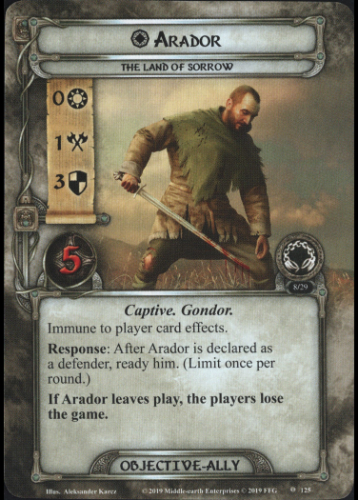 Arador
The Land of Sorrow
0
1
3
5
8/29
Captive. Gondor.
Immune to player card effects.
Response: After Arador is declared as
a defender, ready him. (Limit once per
round.)
If Arador leaves play, the players lose
the game.
Objective-Ally
Illus. Aleksander Karcz ©2019 Middle-earth Enterprises © 2019 FFG 125